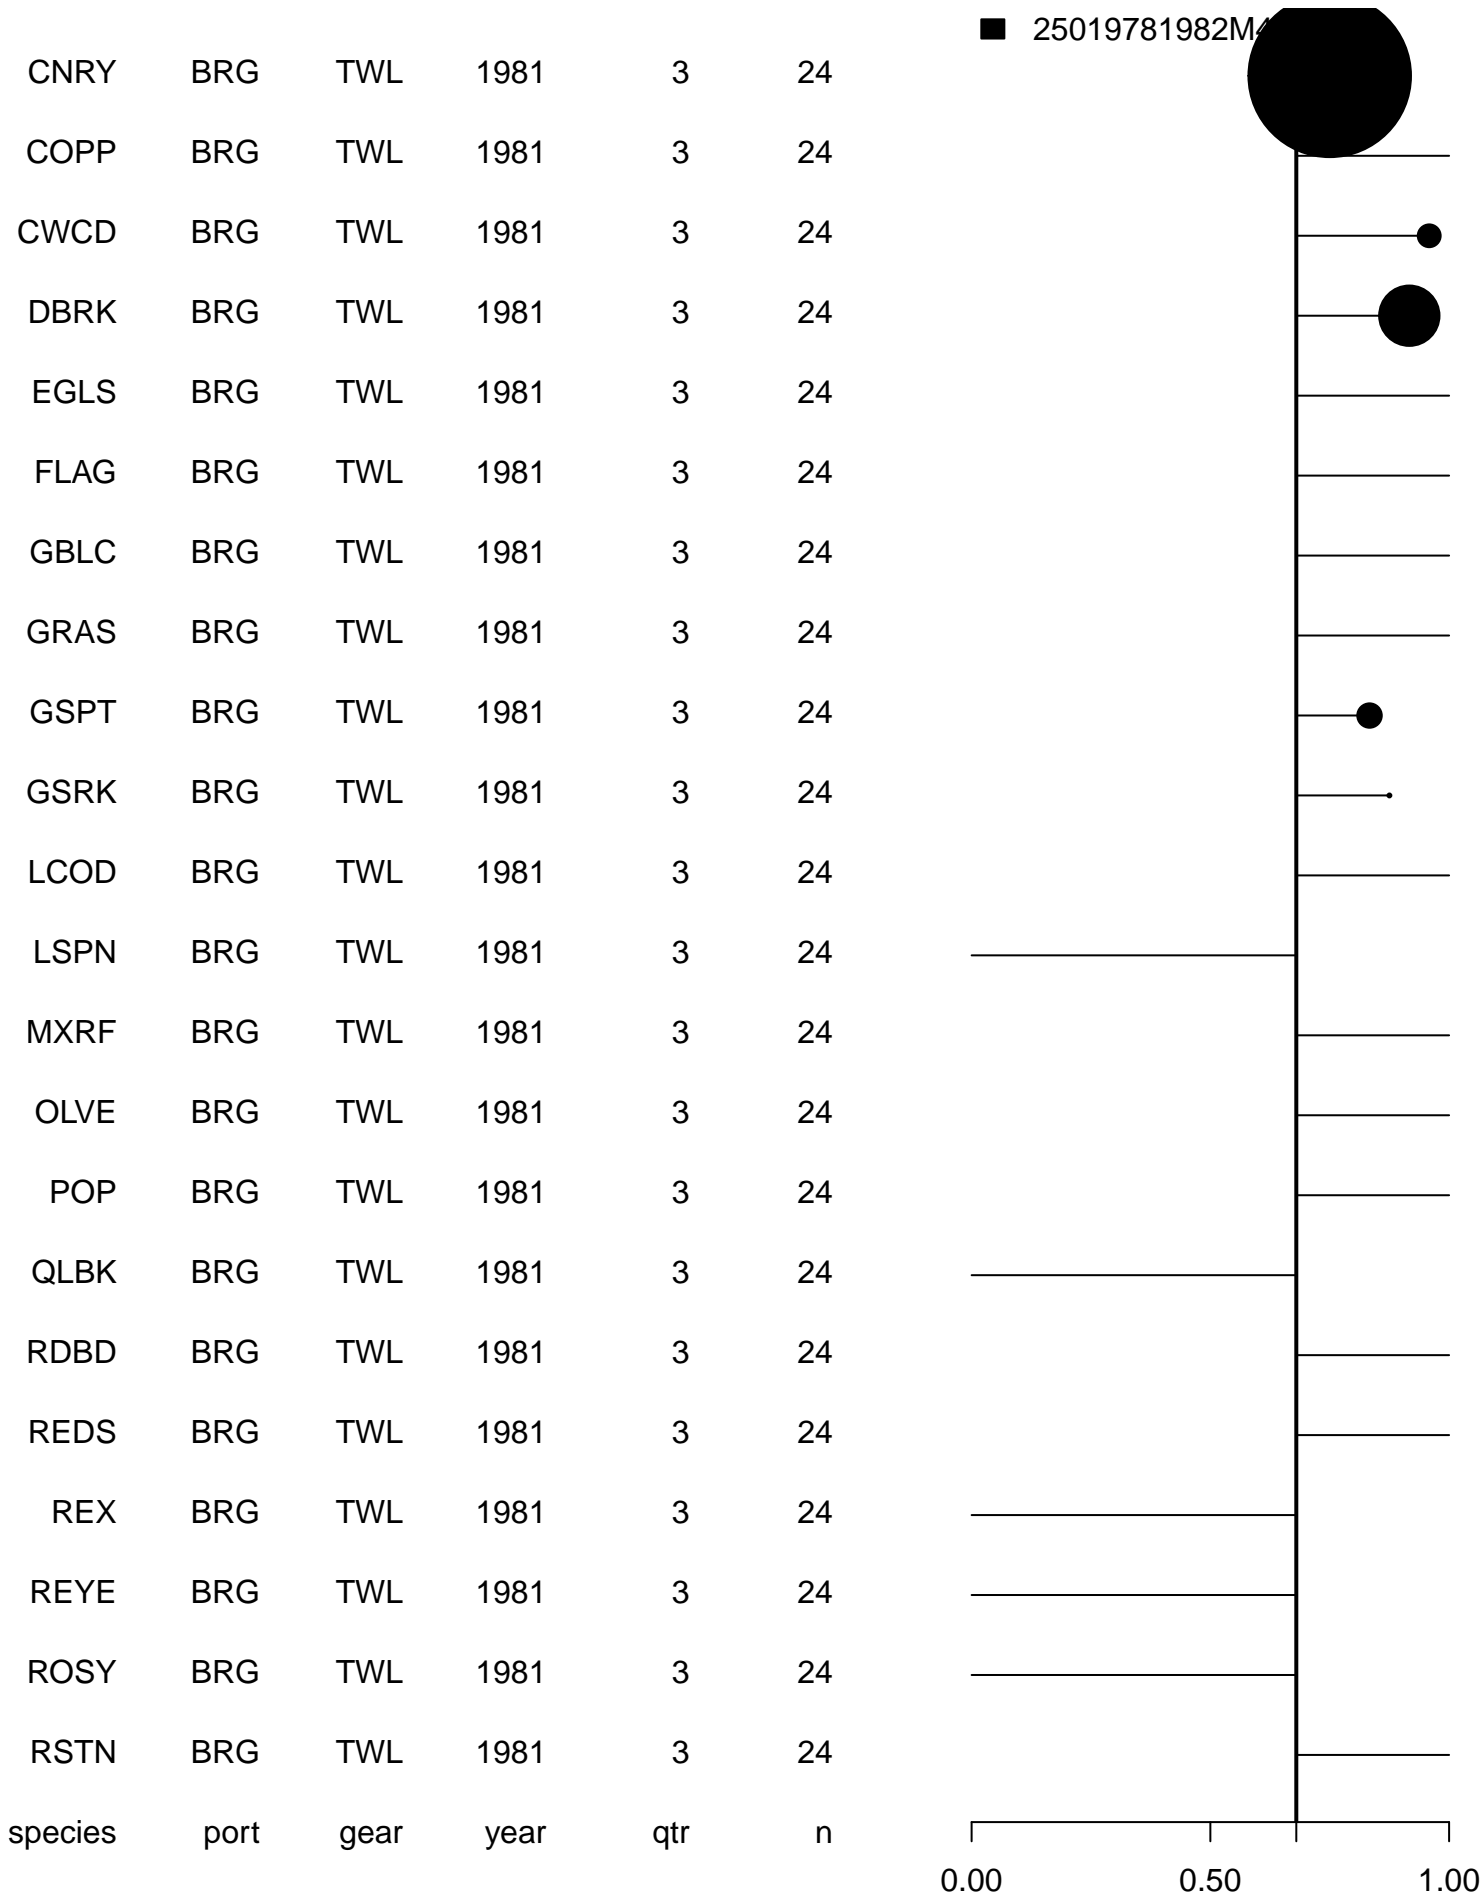 25019781982M4
CNRY BRG TWL 1981 3 24
COPP BRG TWL 1981 3 24
CWCD BRG TWL 1981 3 24
DBRK BRG TWL 1981 3 24
EGLS BRG TWL 1981 3 24
FLAG BRG TWL 1981 3 24
GBLC BRG TWL 1981 3 24
GRAS BRG TWL 1981 3 24
GSPT BRG TWL 1981 3 24
GSRK BRG TWL 1981 3 24
LCOD BRG TWL 1981 3 24
LSPN BRG TWL 1981 3 24
MXRF BRG TWL 1981 3 24
OLVE BRG TWL 1981 3 24
POP BRG TWL 1981 3 24
QLBK BRG TWL 1981 3 24
RDBD BRG TWL 1981 3 24
REDS BRG TWL 1981 3 24
REX BRG TWL 1981 3 24
REYE BRG TWL 1981 3 24
ROSY BRG TWL 1981 3 24
RSTN BRG TWL 1981 3 24
species port gear year qtr n
0.00 0.50 1.00